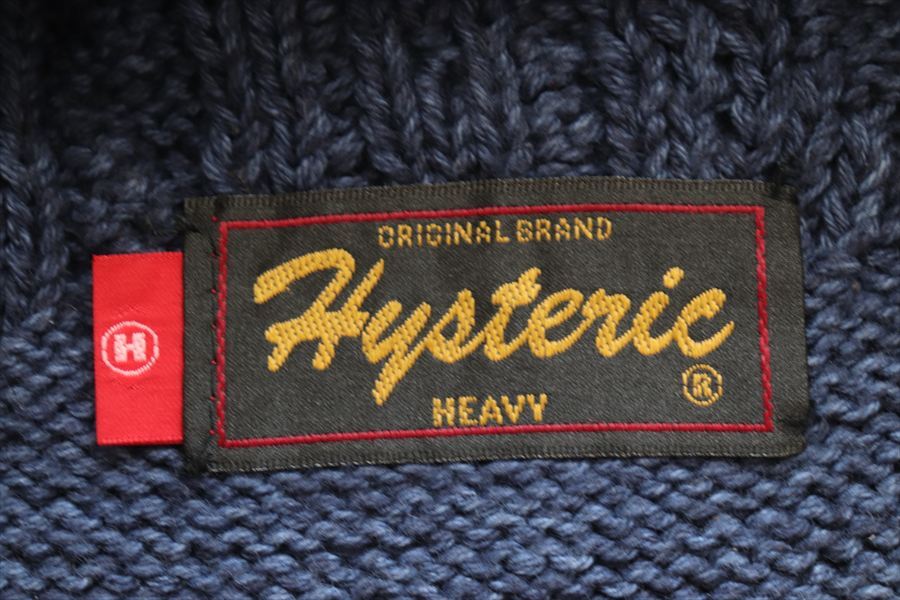 ORIGINAL BRAND
Hysteric
®
HEAVY
H